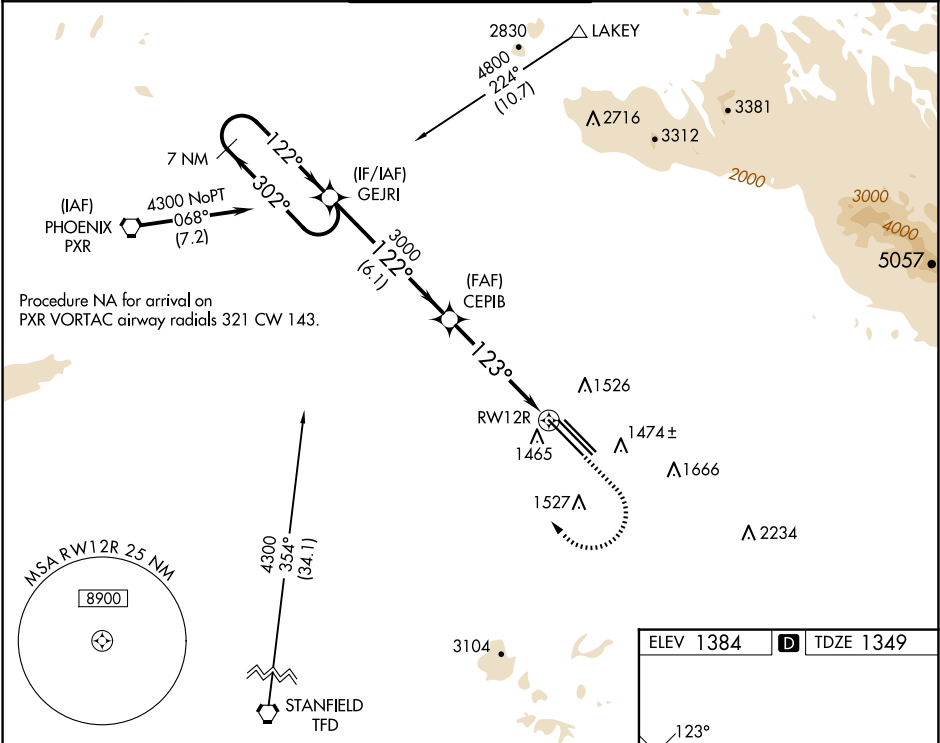 2830
LAKEY
4800
224°
(10.7)
2716
3381
3312
2000
3000
4000
5057
7 NM
122°
302°
(IF/IAF)
GEJRI
(IAF)
PHOENIX
PXR
4300 NoPT
068°
(7.2)
3000
122°
(6.1)
(FAF)
CEPIB
Procedure NA for arrival on
PXR VORTAC airway radials 321 CW 143.
123°
1526
RW12R
1465
1474±
1666
1527
2234
4300
354°
(34.1)
MSA RW12R 25 NM
8900
STANFIELD
TFD
3104
ELEV 1384 D TDZE 1349
123°